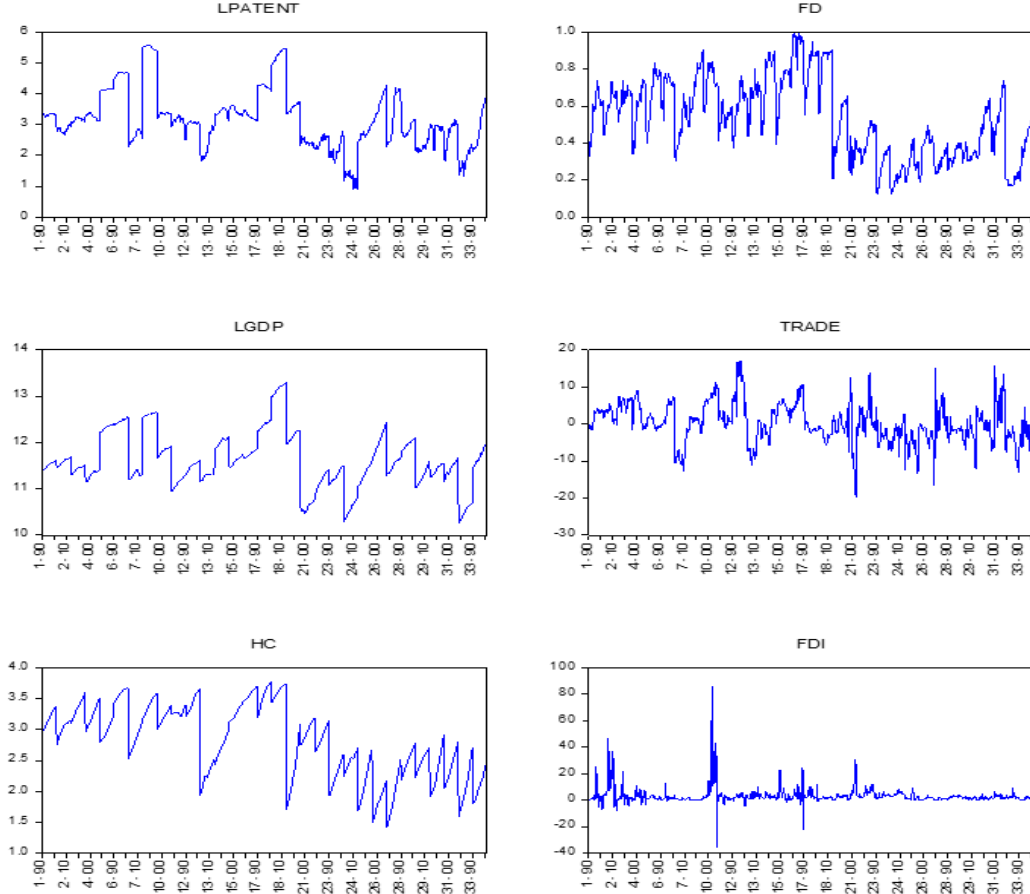 LPATENT
6
5
4
3
2
1
0
1 - 90
2 - 10
4 - 00
6 - 90
7 - 10
10 - 00
12 - 90
13 - 10
15 - 00
17 - 90
18 - 10
21 - 00
23 - 90
24 - 10
26 - 00
28 - 90
29 - 10
31 - 00
33 - 90
FD
1.0
0.8
0.6
0.4
0.2
0.0
1 - 90
2 - 10
4 - 00
6 - 90
7 - 10
10 - 00
12 - 90
13 - 10
15 - 00
17 - 90
18 - 10
21 - 00
23 - 90
24 - 10
26 - 00
28 - 90
29 - 10
31 - 00
33 - 90
LGDP
14
13
12
11
10
1 - 90
2 - 10
4 - 00
6 - 90
7 - 10
10 - 00
12 - 90
13 - 10
15 - 00
17 - 90
18 - 10
21 - 00
23 - 90
24 - 10
26 - 00
28 - 90
29 - 10
31 - 00
33 - 90
TRADE
20
10
0
-10
-20
-30
1 - 90
2 - 10
4 - 00
6 - 90
7 - 10
10 - 00
12 - 90
13 - 10
15 - 00
17 - 90
18 - 10
21 - 00
23 - 90
24 - 10
26 - 00
28 - 90
29 - 10
31 - 00
33 - 90
HC
4.0
3.5
3.0
2.5
2.0
1.5
1.0
1 - 90
2 - 10
4 - 00
6 - 90
7 - 10
10 - 00
12 - 90
13 - 10
15 - 00
17 - 90
18 - 10
21 - 00
23 - 90
24 - 10
26 - 00
28 - 90
29 - 10
31 - 00
33 - 90
FDI
100
80
60
40
20
0
-20
-40
1 - 90
2 - 10
4 - 00
6 - 90
7 - 10
10 - 00
12 - 90
13 - 10
15 - 00
17 - 90
18 - 10
21 - 00
23 - 90
24 - 10
26 - 00
28 - 90
29 - 10
31 - 00
33 - 90